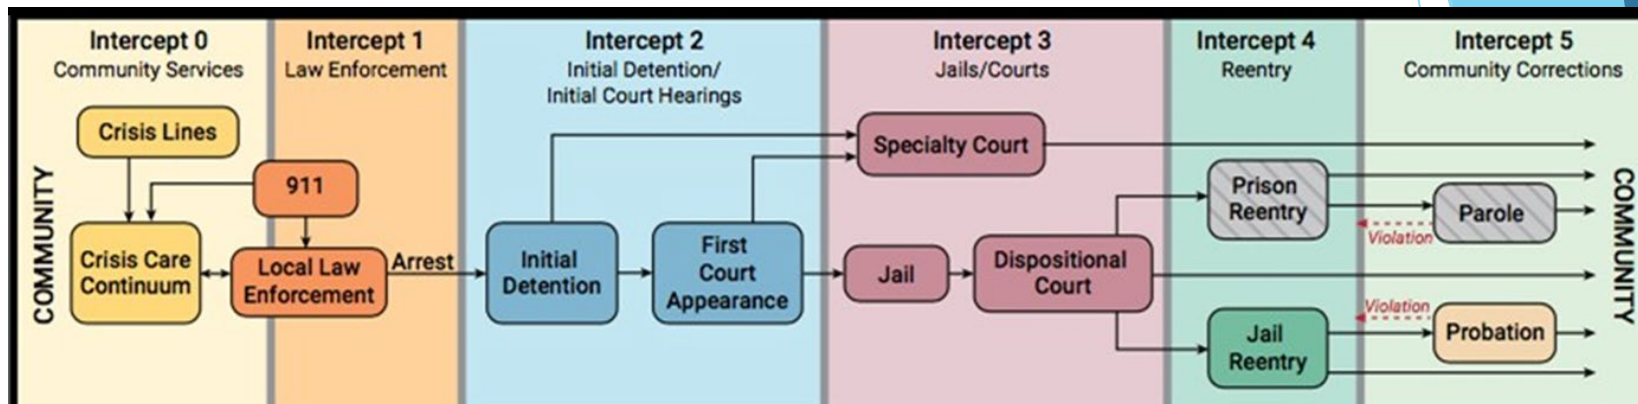 Intercept 0
Community Services
Intercept 1
Law Enforcement
Intercept 2
Initial Detention/
Initial Court Hearings
Intercept 3
Jails/Courts
Intercept 4
Reentry
Intercept 5
Community Corrections
COMMUNITY
Crisis Lines
911
Crisis Care
Continuum
Local Law
Enforcement
Arrest
Initial
Detention
First
Court
Appearance
Specialty Court
Jail
Dispositional
Court
Prison
Reentry
Parole
Violation
Violation
Jail
Reentry
Probation
COMMUNITY